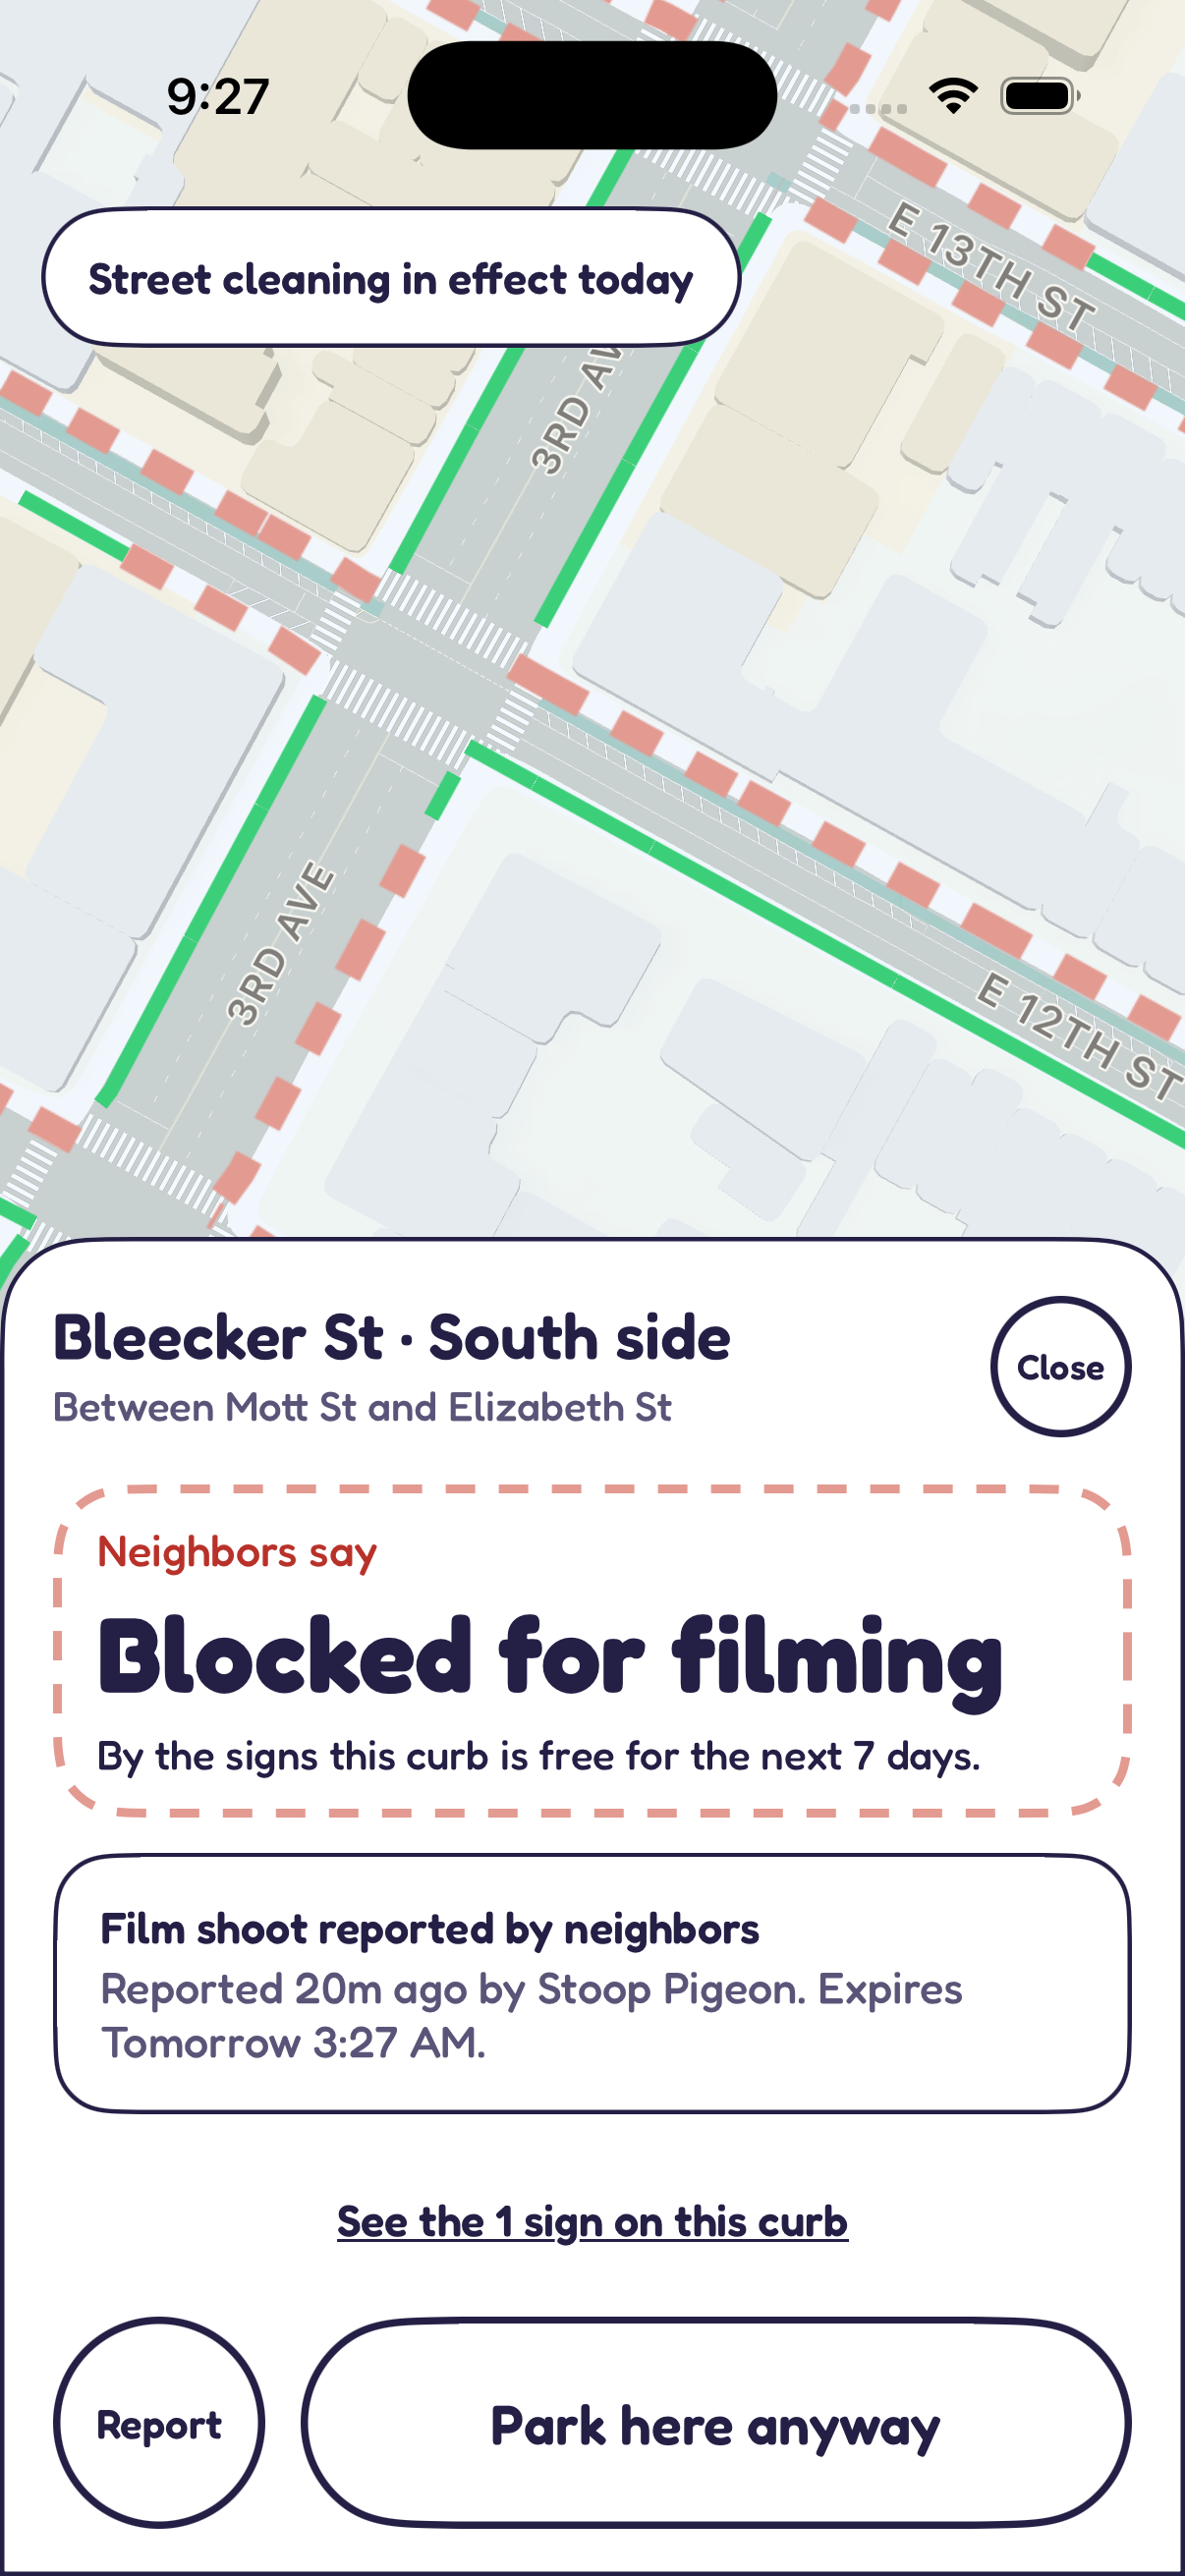 9:27
E 13TH ST
Street cleaning in effect today
3RD AV
3RD AVE
E 12TH ST
Bleecker St · South side
Close
Between Mott St and Elizabeth St
Neighbors say
Blocked for filming
By the signs this curb is free for the next 7 days.
Film shoot reported by neighbors
Reported 20m ago by Stoop Pigeon. Expires
Tomorrow 3:27 AM.
See the 1 sign on this curb
Report
Park here anyway